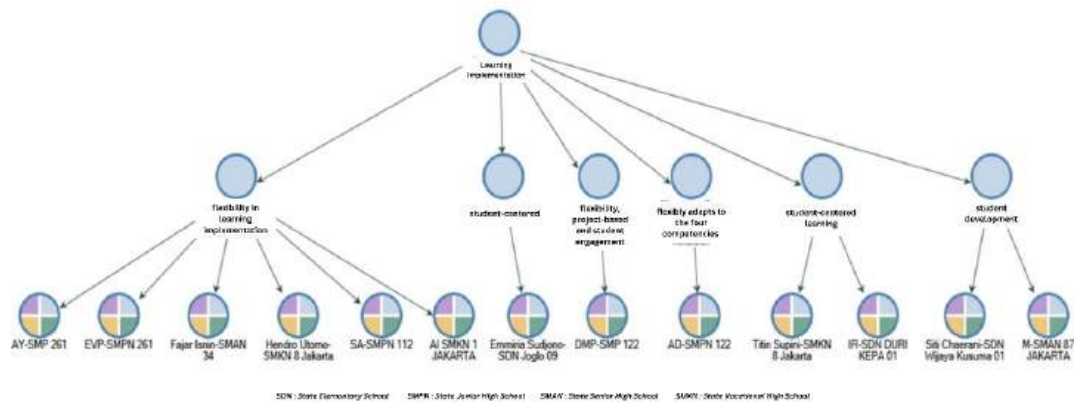 Learning
Implementation
flexibility in
learning
implementation
student-centered
flexibility,
project-based
and student
engagement
flexibly adapts to
the four
competencies
student-centered
learning
student
development
AY-SMP 261
EVP-SMPN 261
Fajar Isnin-SMAN
34
Hendro Utomo-
SMKN 8 Jakarta
SA-SMPN 112
AI SMKN 1
JAKARTA
Emmiria Sudjono-
SDN Joglo 09
DMP-SMP 122
AD-SMPN 122
Titin Supini-SMKN
8 Jakarta
IR-SDN DURI
KEPA 01
Siti Chaerani-SDN
Wijaya Kusuma 01
M-SMAN 87
JAKARTA
SDN : State Elementary School SMPN : State Junior High School SMAN : State Senior High School SMKN : State Vocational High School